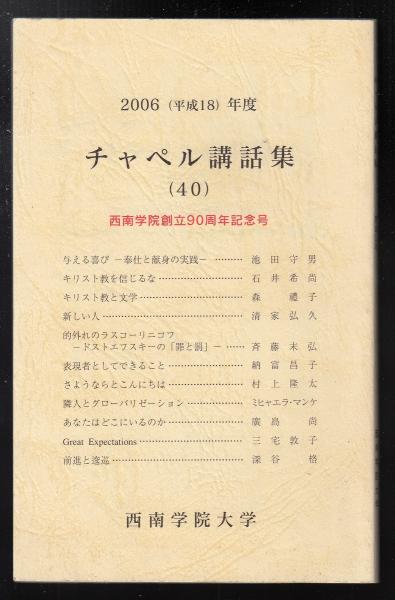 2006（平成18）年度
チャペル講話集
（40）
西南学院創立90周年記念号
与える喜び －奉仕と献身の実践－ ……… 池田守男
キリスト教を信じるな ……………… 石井希尚
キリスト教と文学 ……………… 森禮子
新しい人 ……………… 清家弘久
的外れのラスコーリニコフ
－ドストエフスキーの「罪と罰」－ …… 斉藤末弘
表現者としてできること ……………… 納富昌子
さようならとこんにちは ……………… 村上隆太
隣人とグローバリゼーション ……………… ミヒャエラ･マンケ
あなたはどこにいるのか ……………… 廣島尚
Great Expectations ……………… 三宅敦子
前進と逡巡 ……………… 深谷格
西南学院大学